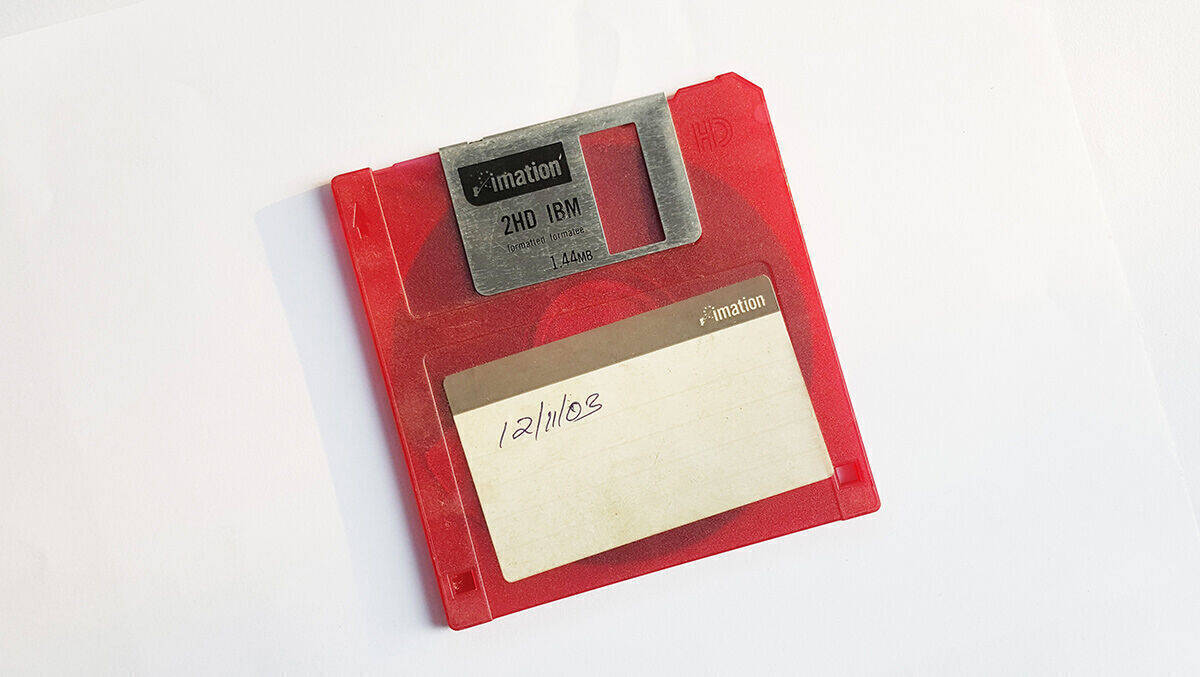 HD
imation
2HD IBM
formatted formatee
1.44MB
imation
12/11/03